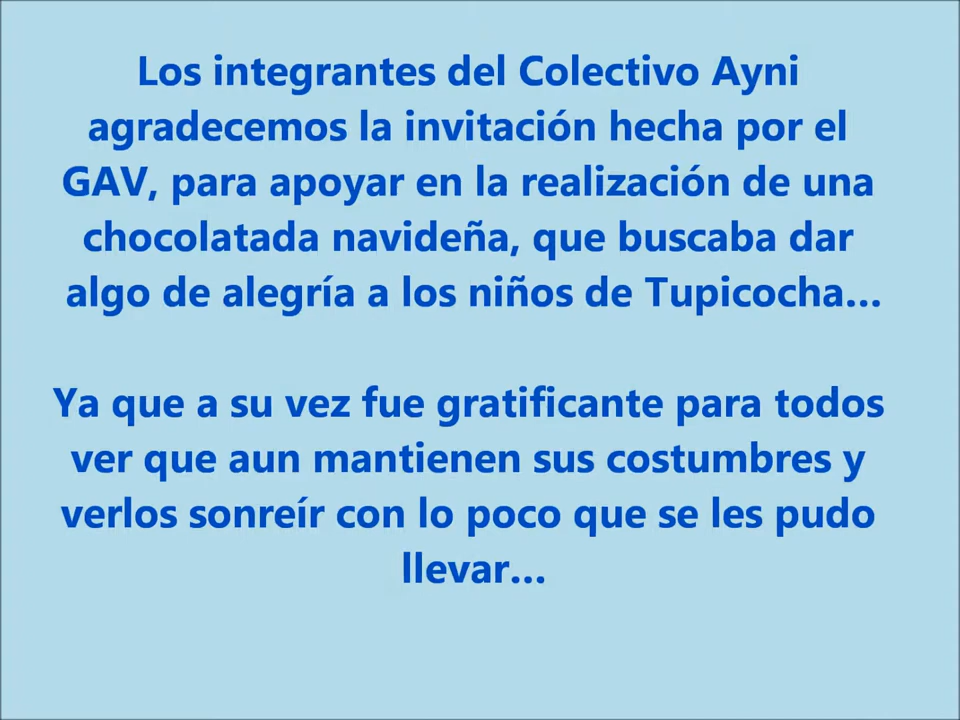 Los integrantes del Colectivo Ayni
agradecemos la invitación hecha por el
GAV, para apoyar en la realización de una
chocolatada navideña, que buscaba dar
algo de alegría a los niños de Tupicocha...
Ya que a su vez fue gratificante para todos
ver que aun mantienen sus costumbres y
verlos sonreír con lo poco que se les pudo
llevar...